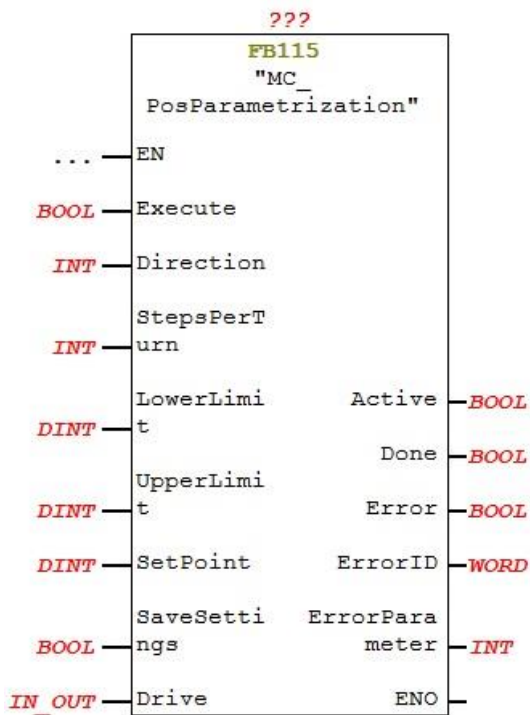 ???
FB115
"MC_
PosParametrization"
... EN
BOOL Execute
INT Direction
StepsPerT
INT urn
LowerLimi Active BOOL
DINT t
Done BOOL
UpperLimi
DINT t Error BOOL
DINT SetPoint ErrorID WORD
SaveSetti ErrorPara
BOOL ngs meter INT
IN_OUT Drive ENO